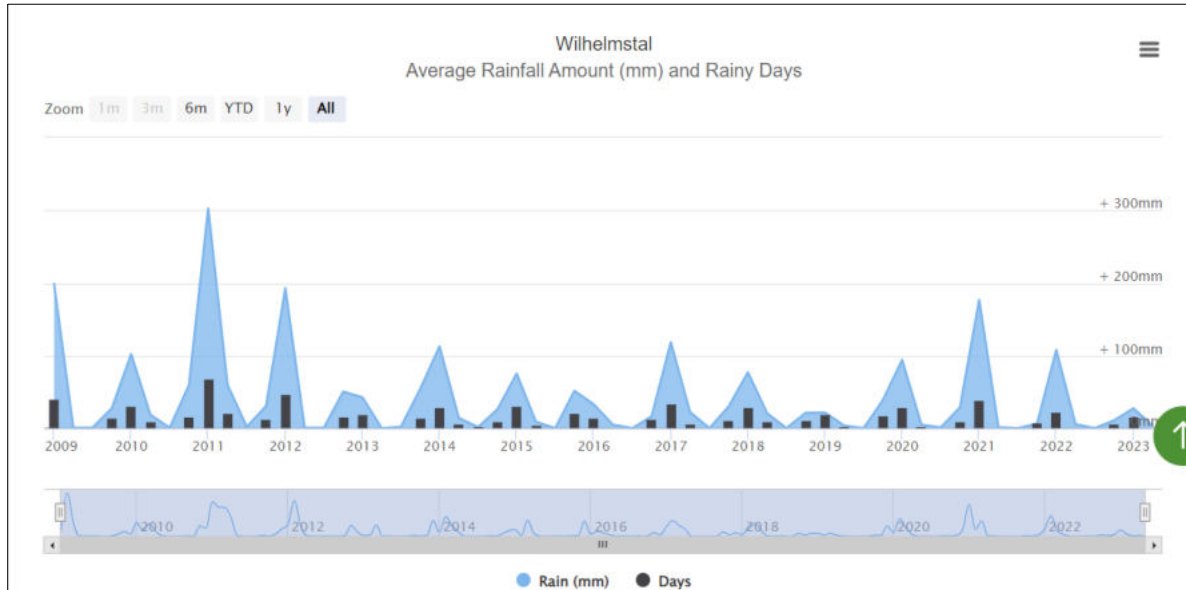 Wilhelmstal
Average Rainfall Amount (mm) and Rainy Days
Zoom 1m 3m 6m YTD 1y All
+ 300mm
+ 200mm
+ 100mm
2009 2010 2011 2012 2013 2014 2015 2016 2017 2018 2019 2020 2021 2022 2023
2010 2012 2014 2016 2018 2020 2022
Rain (mm) Days